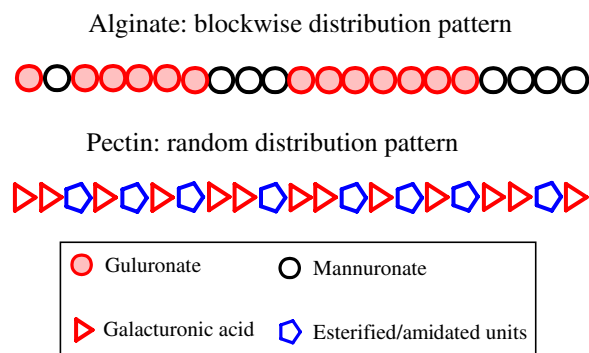 Alginate: blockwise distribution pattern
Pectin: random distribution pattern
Guluronate
Mannuronate
Galacturonic acid
Esterified/amidated units